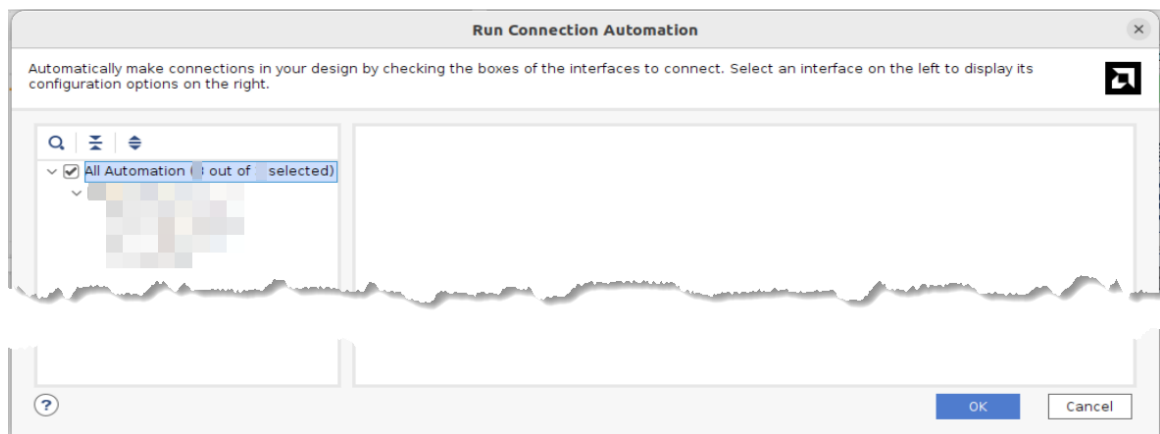 Run Connection Automation
Automatically make connections in your design by checking the boxes of the interfaces to connect. Select an interface on the left to display its
configuration options on the right.
All Automation ( out of selected)
?
OK
Cancel